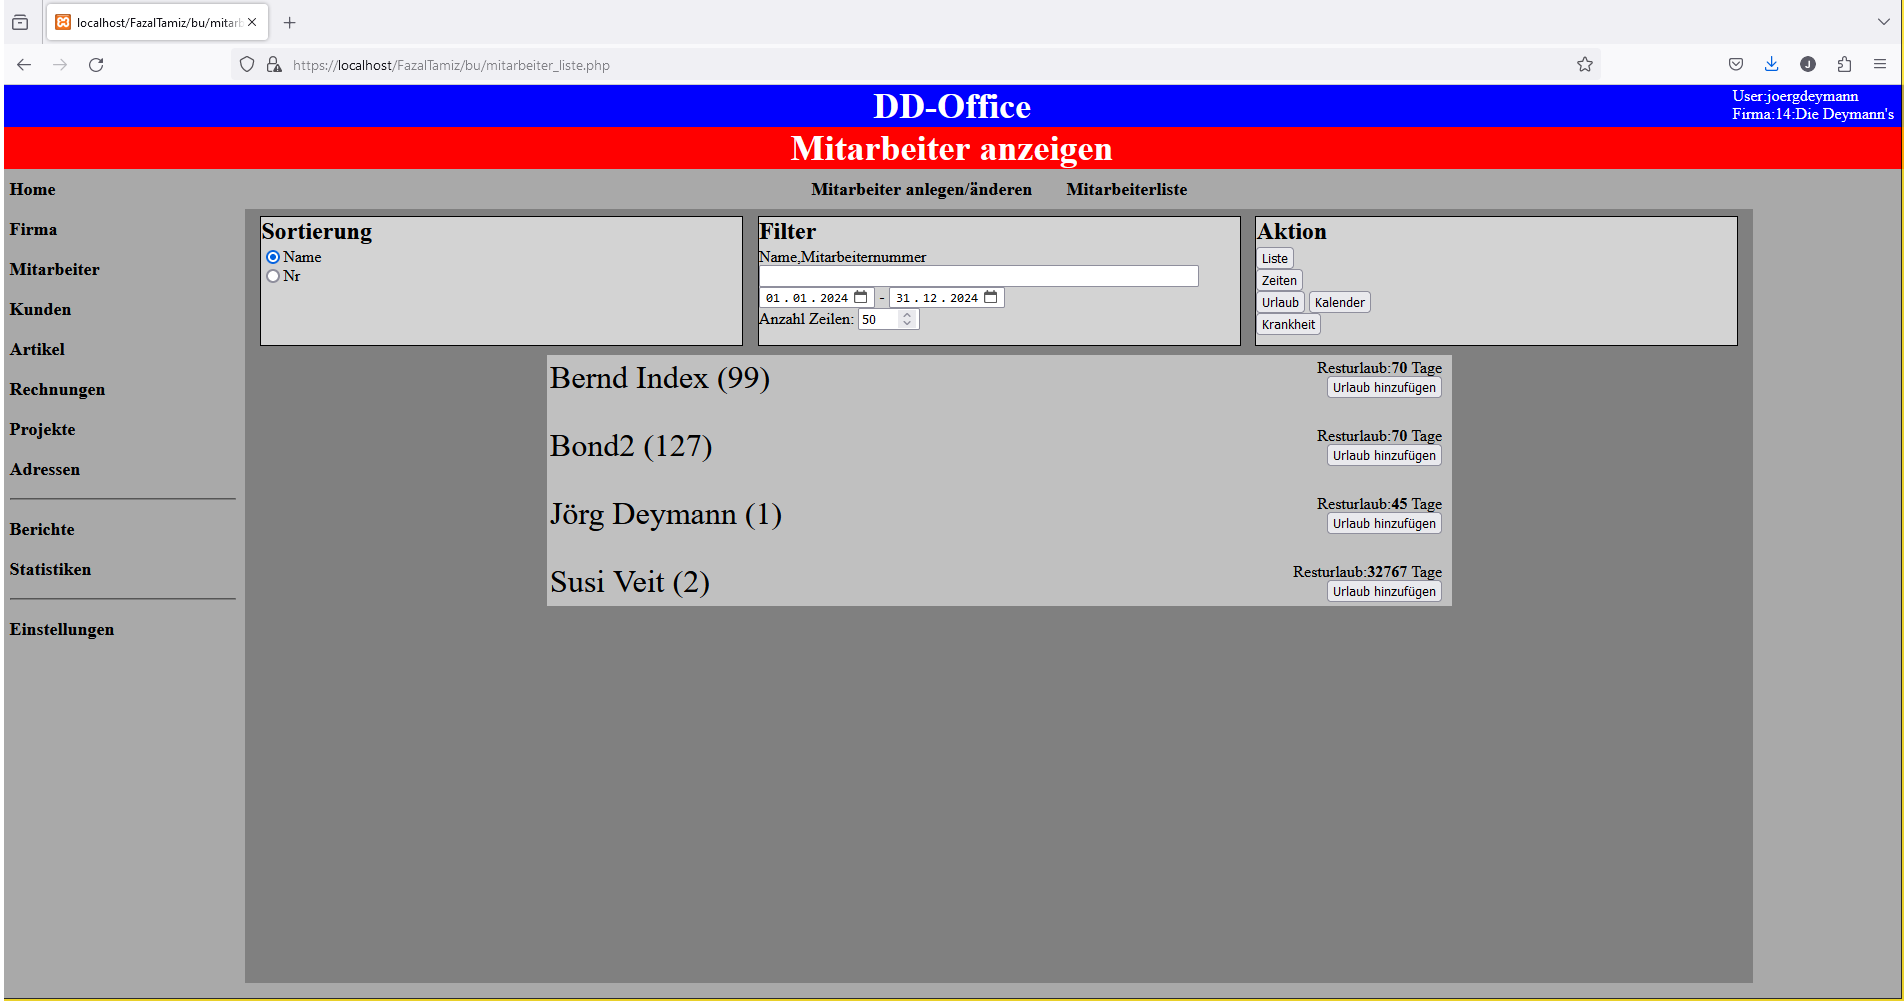 localhost/FazalTamiz/bu/mitarb
https://localhost/FazalTamiz/bu/mitarbeiter_liste.php
J
DD-Office
User:joergdeymann
Firma:14:Die Deymann's
Mitarbeiter anzeigen
Home
Mitarbeiter anlegen/änderen Mitarbeiterliste
Firma
Mitarbeiter
Kunden
Artikel
Rechnungen
Projekte
Adressen
Berichte
Statistiken
Einstellungen
Sortierung
Name
Nr
Filter
Name,Mitarbeiternummer
01.01.2024 - 31.12.2024
Anzahl Zeilen: 50
Aktion
Liste
Zeiten
Urlaub Kalender
Krankheit
Bernd Index (99)
Resturlaub:70 Tage
Urlaub hinzufügen
Bond2 (127)
Resturlaub:70 Tage
Urlaub hinzufügen
Jörg Deymann (1)
Resturlaub:45 Tage
Urlaub hinzufügen
Susi Veit (2)
Resturlaub:32767 Tage
Urlaub hinzufügen